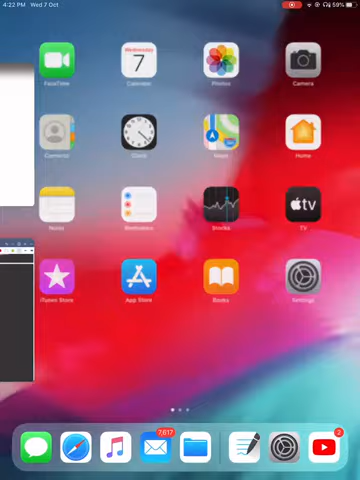 4:22 PM Wed 7 Oct
59%
Wednesday
7
FaceTime
Calendar
Photos
Camera
Contacts
Clock
Maps
Home
Notes
Reminders
Stocks
tv
TV
iTunes Store
App Store
Books
Settings
7,617
2